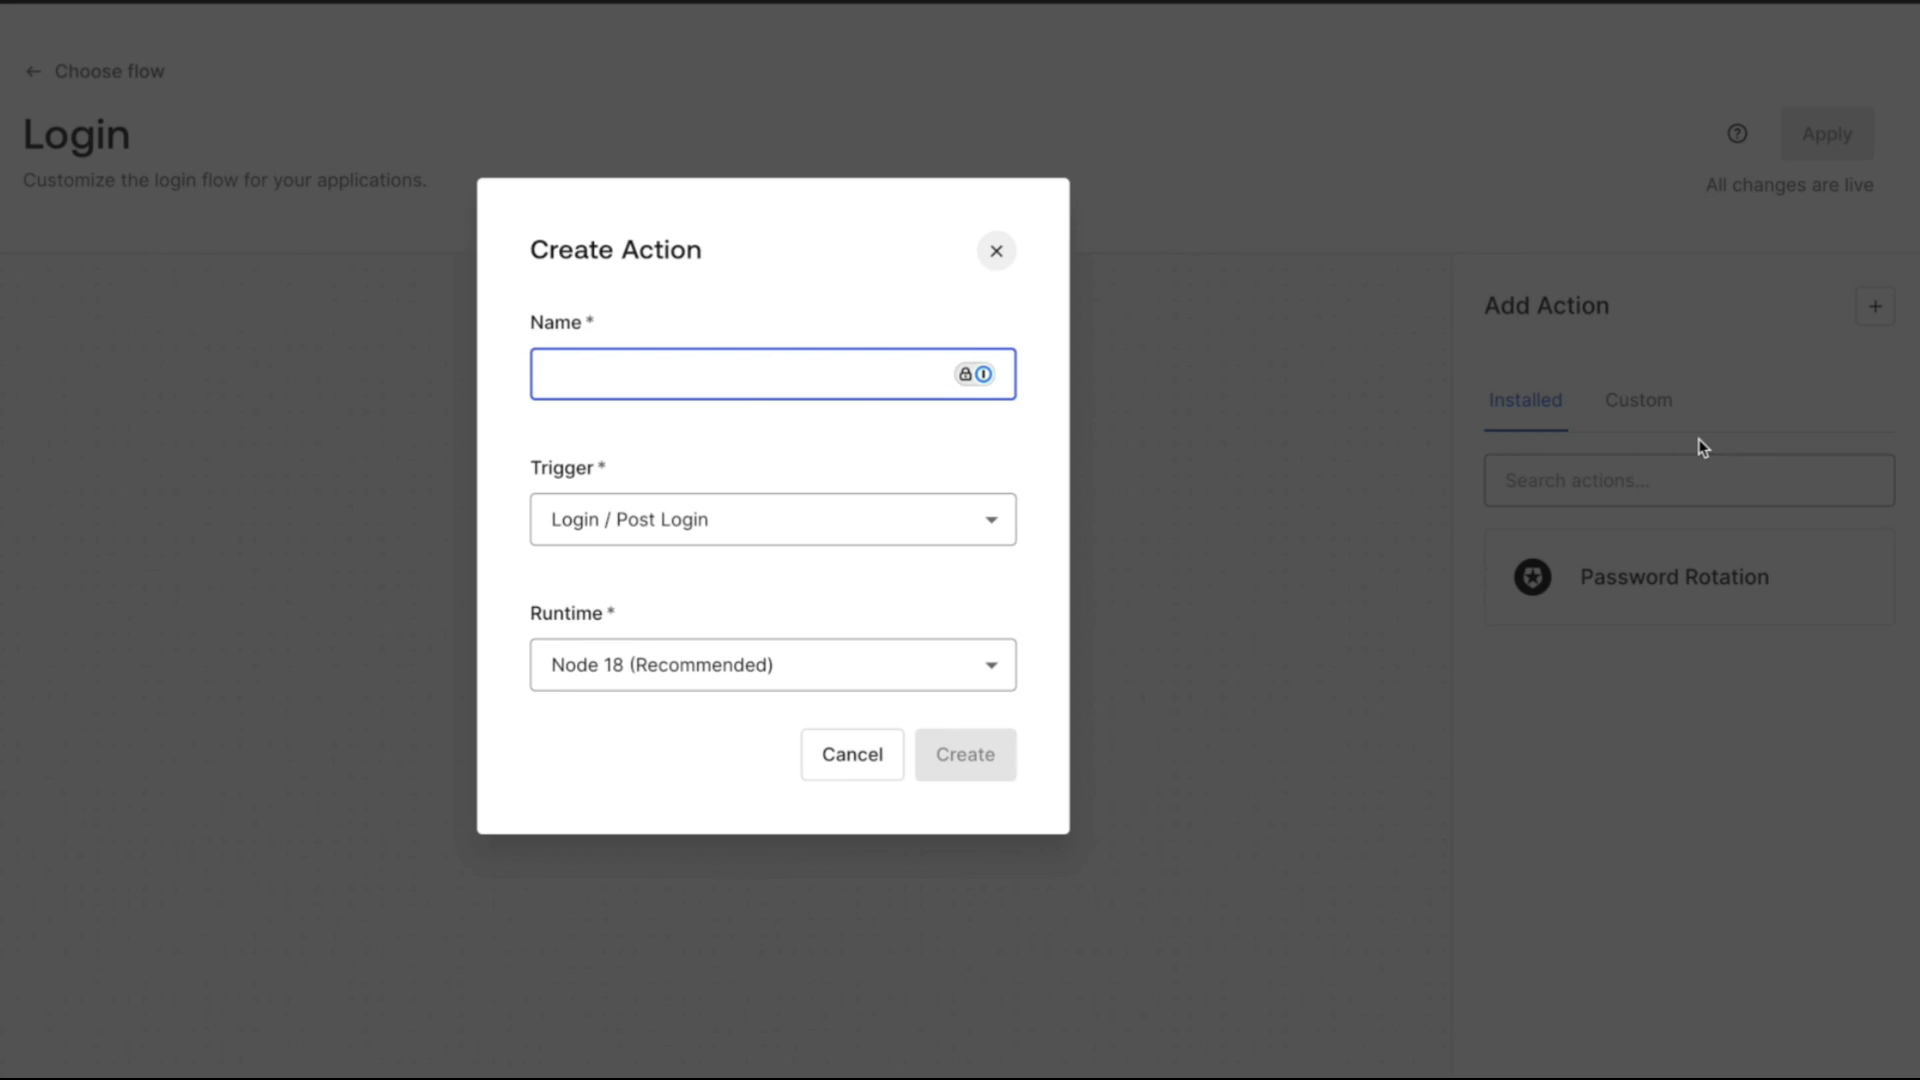 ← Choose flow
Login
Customize the login flow for your applications.
Apply
All changes are live
Create Action
Name *
Trigger *
Login / Post Login
Runtime *
Node 18 (Recommended)
Cancel
Create
Add Action
Installed
Custom
Search actions...
Password Rotation